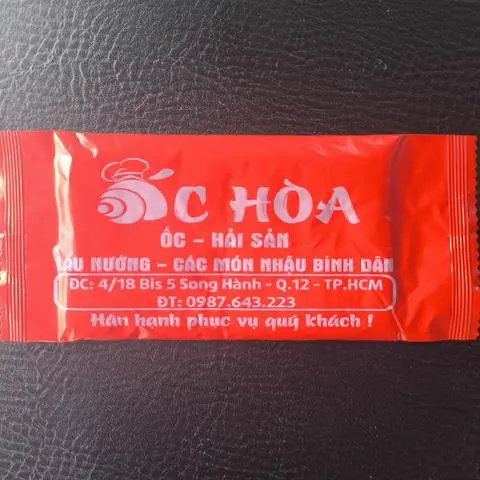 ỐC HÒA
ỐC – HẢI SẢN
LẨU NƯỚNG – CÁC MÓN NHẬU BÌNH DÂN
ĐC: 4/18 Bis 5 Song Hành - Q.12 - TP.HCM
ĐT: 0987.643.223
Hân hạnh phục vụ quý khách !